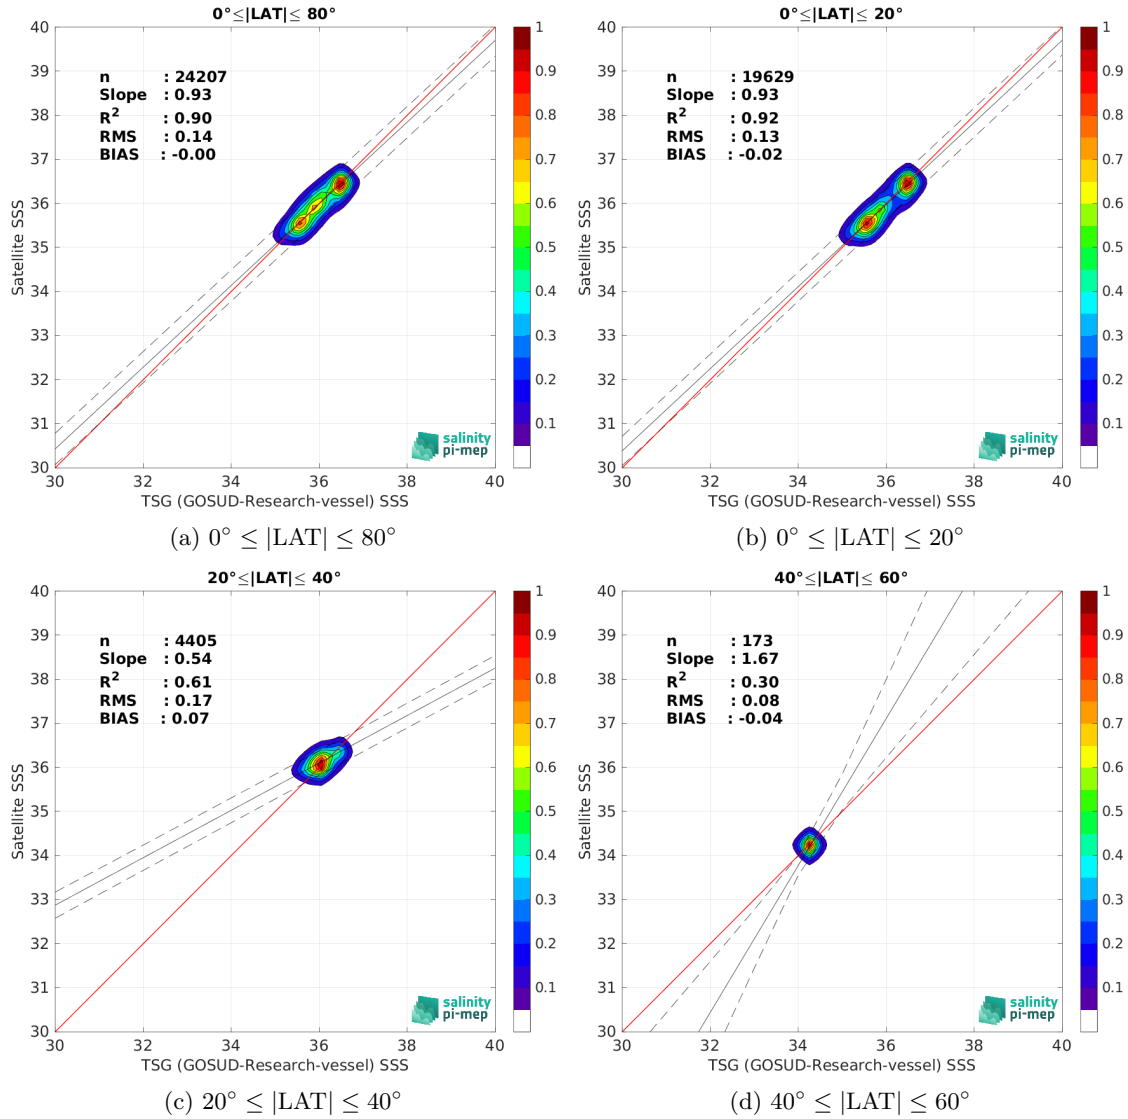 0°≤|LAT|≤ 80°
n : 24207
Slope : 0.93
R² : 0.90
RMS : 0.14
BIAS : -0.00
Satellite SSS
40
39
38
37
36
35
34
33
32
31
30
30 32 34 36 38 40
TSG (GOSUD-Research-vessel) SSS
1
0.9
0.8
0.7
0.6
0.5
0.4
0.3
0.2
0.1
salinity
pi-mep
(a) 0° ≤ |LAT| ≤ 80°
0°≤|LAT|≤ 20°
n : 19629
Slope : 0.93
R² : 0.92
RMS : 0.13
BIAS : -0.02
Satellite SSS
40
39
38
37
36
35
34
33
32
31
30
30 32 34 36 38 40
TSG (GOSUD-Research-vessel) SSS
1
0.9
0.8
0.7
0.6
0.5
0.4
0.3
0.2
0.1
salinity
pi-mep
(b) 0° ≤ |LAT| ≤ 20°
20°≤|LAT|≤ 40°
n : 4405
Slope : 0.54
R² : 0.61
RMS : 0.17
BIAS : 0.07
Satellite SSS
40
39
38
37
36
35
34
33
32
31
30
30 32 34 36 38 40
TSG (GOSUD-Research-vessel) SSS
1
0.9
0.8
0.7
0.6
0.5
0.4
0.3
0.2
0.1
salinity
pi-mep
(c) 20° ≤ |LAT| ≤ 40°
40°≤|LAT|≤ 60°
n : 173
Slope : 1.67
R² : 0.30
RMS : 0.08
BIAS : -0.04
Satellite SSS
40
39
38
37
36
35
34
33
32
31
30
30 32 34 36 38 40
TSG (GOSUD-Research-vessel) SSS
1
0.9
0.8
0.7
0.6
0.5
0.4
0.3
0.2
0.1
salinity
pi-mep
(d) 40° ≤ |LAT| ≤ 60°